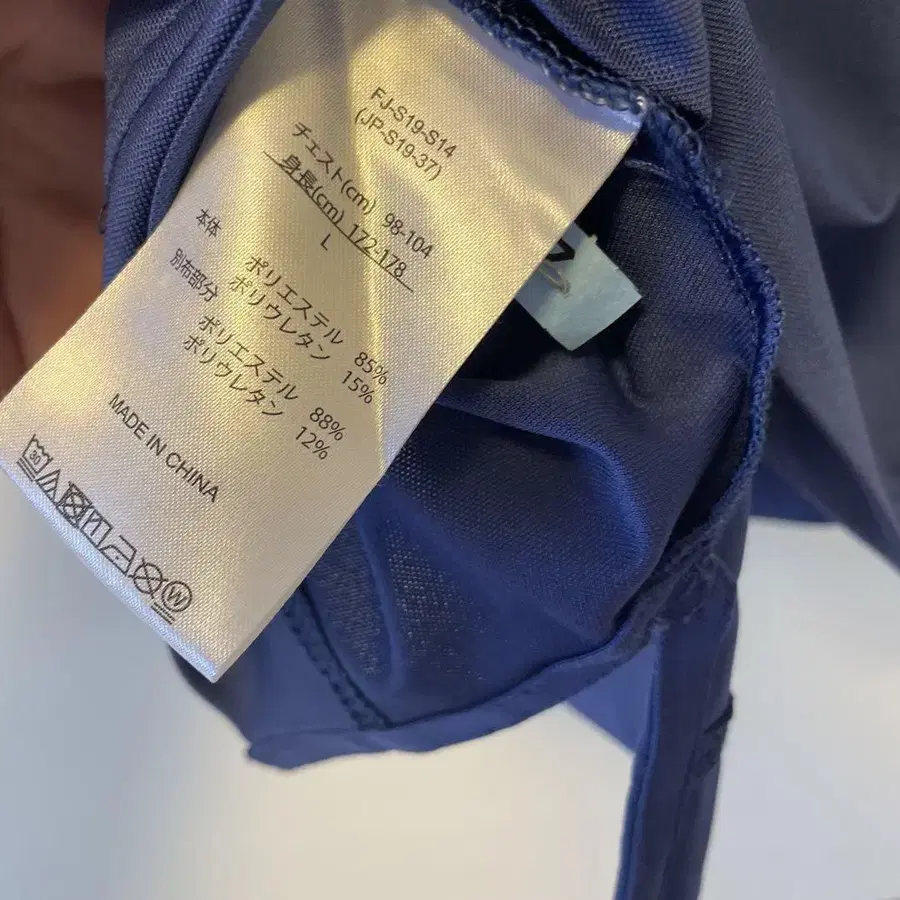 FJ-S19-S14
(JP-S19-37)
チェスト(cm) 98-104
身長(cm) 172-178
L
本体 ポリエステル 85%
ポリウレタン 15%
別布部分 ポリエステル 88%
ポリウレタン 12%
MADE IN CHINA
30
W